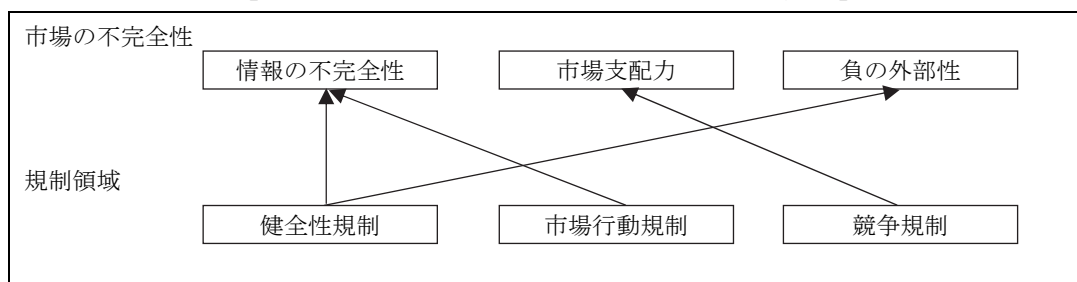 市場の不完全性
情報の不完全性 市場支配力 負の外部性
規制領域
健全性規制 市場行動規制 競争規制